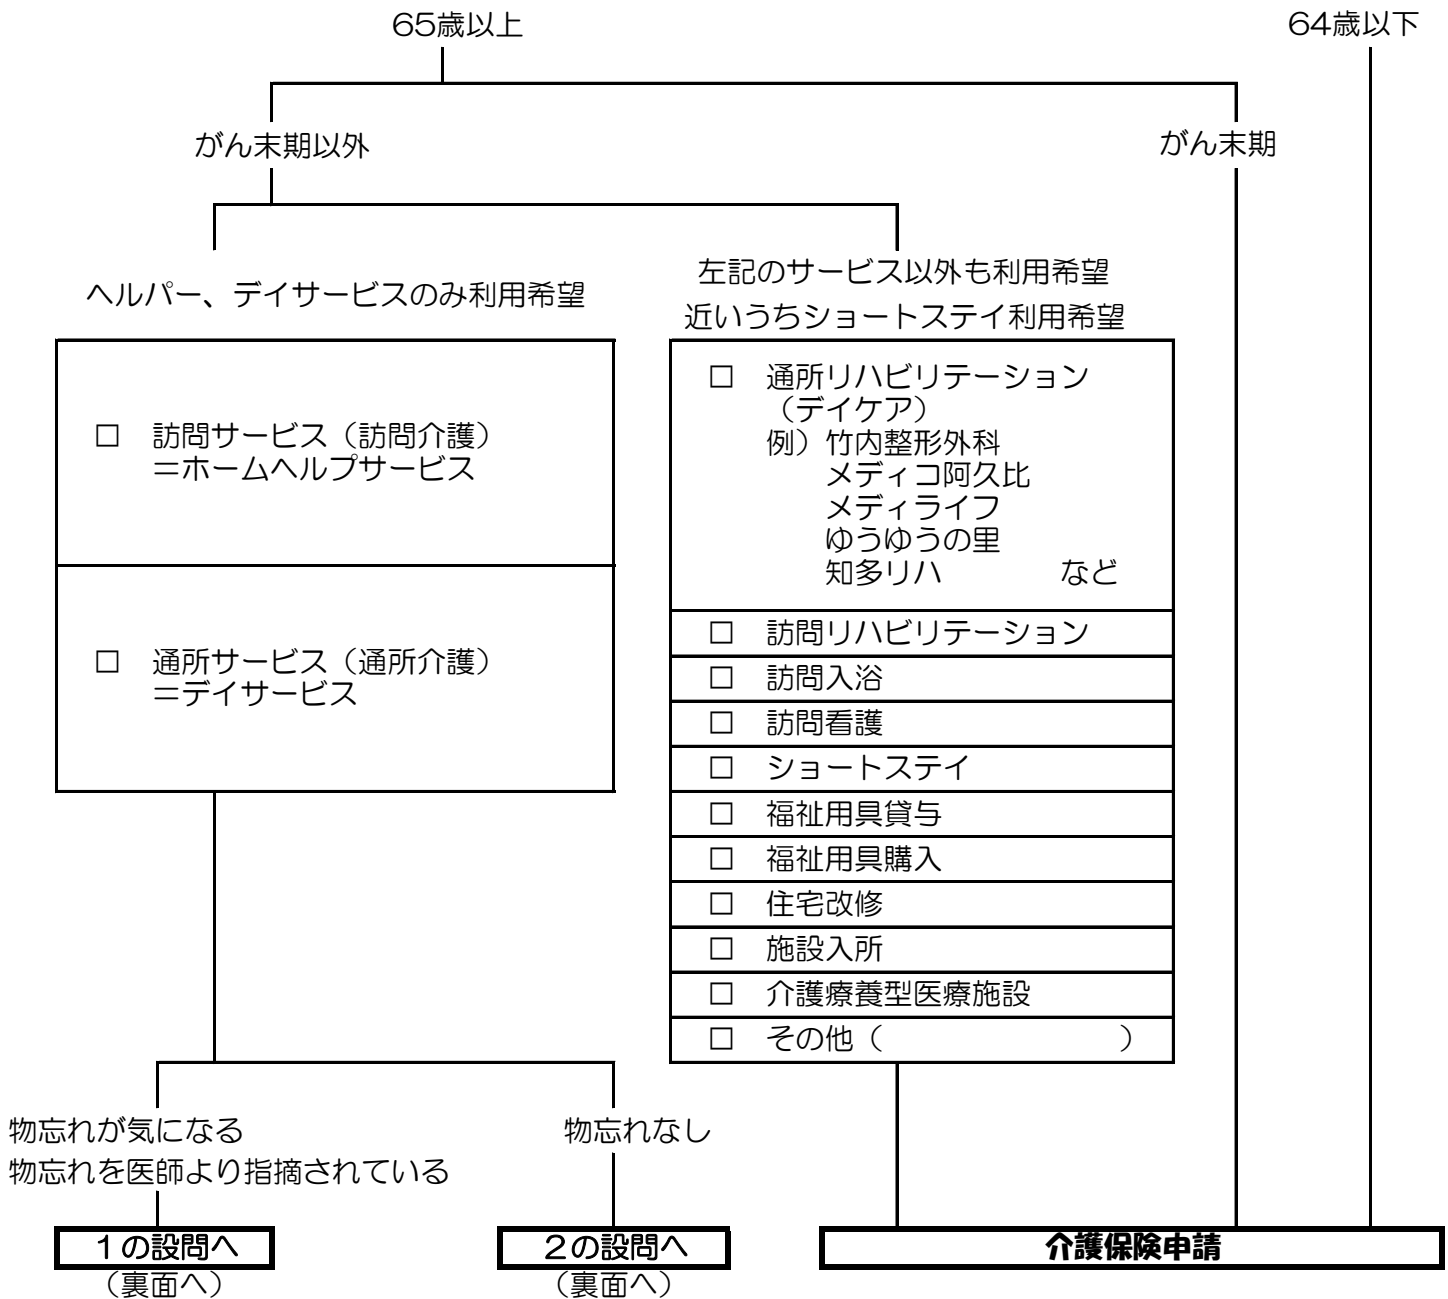 65歳以上
64歳以下
がん末期以外
がん末期
ヘルパー、デイサービスのみ利用希望
左記のサービス以外も利用希望
近いうちショートステイ利用希望
□ 訪問サービス（訪問介護）
＝ホームヘルプサービス
□ 通所サービス（通所介護）
＝デイサービス
□ 通所リハビリテーション
（デイケア）
例）竹内整形外科
メディコ阿久比
メディライフ
ゆうゆうの里
知多リハ　　　　など
□ 訪問リハビリテーション
□ 訪問入浴
□ 訪問看護
□ ショートステイ
□ 福祉用具貸与
□ 福祉用具購入
□ 住宅改修
□ 施設入所
□ 介護療養型医療施設
□ その他（　　　　　　　　）
物忘れが気になる
物忘れを医師より指摘されている
物忘れなし
１の設問へ
（裏面へ）
２の設問へ
（裏面へ）
介護保険申請